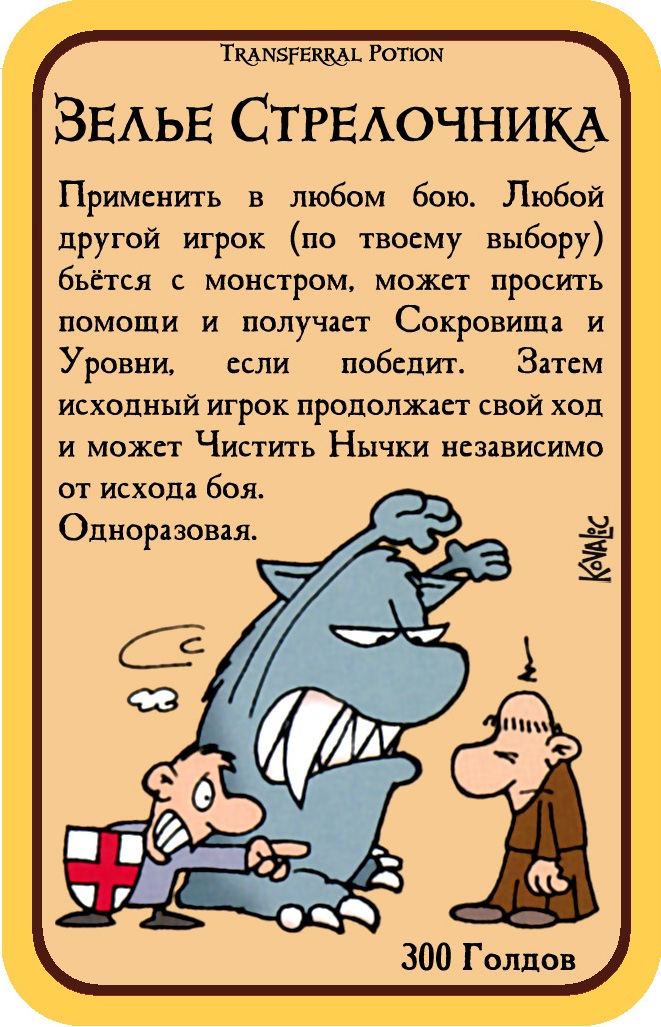 Transferral Potion
Зелье Стрелочника
Применить в любом бою. Любой
другой игрок (по твоему выбору)
бьётся с монстром, может просить
помощи и получает Сокровища и
Уровни, если победит. Затем
исходный игрок продолжает свой ход
и может Чистить Нычки независимо
от исхода боя.
Одноразовая.
Kovalic
300 Голдов